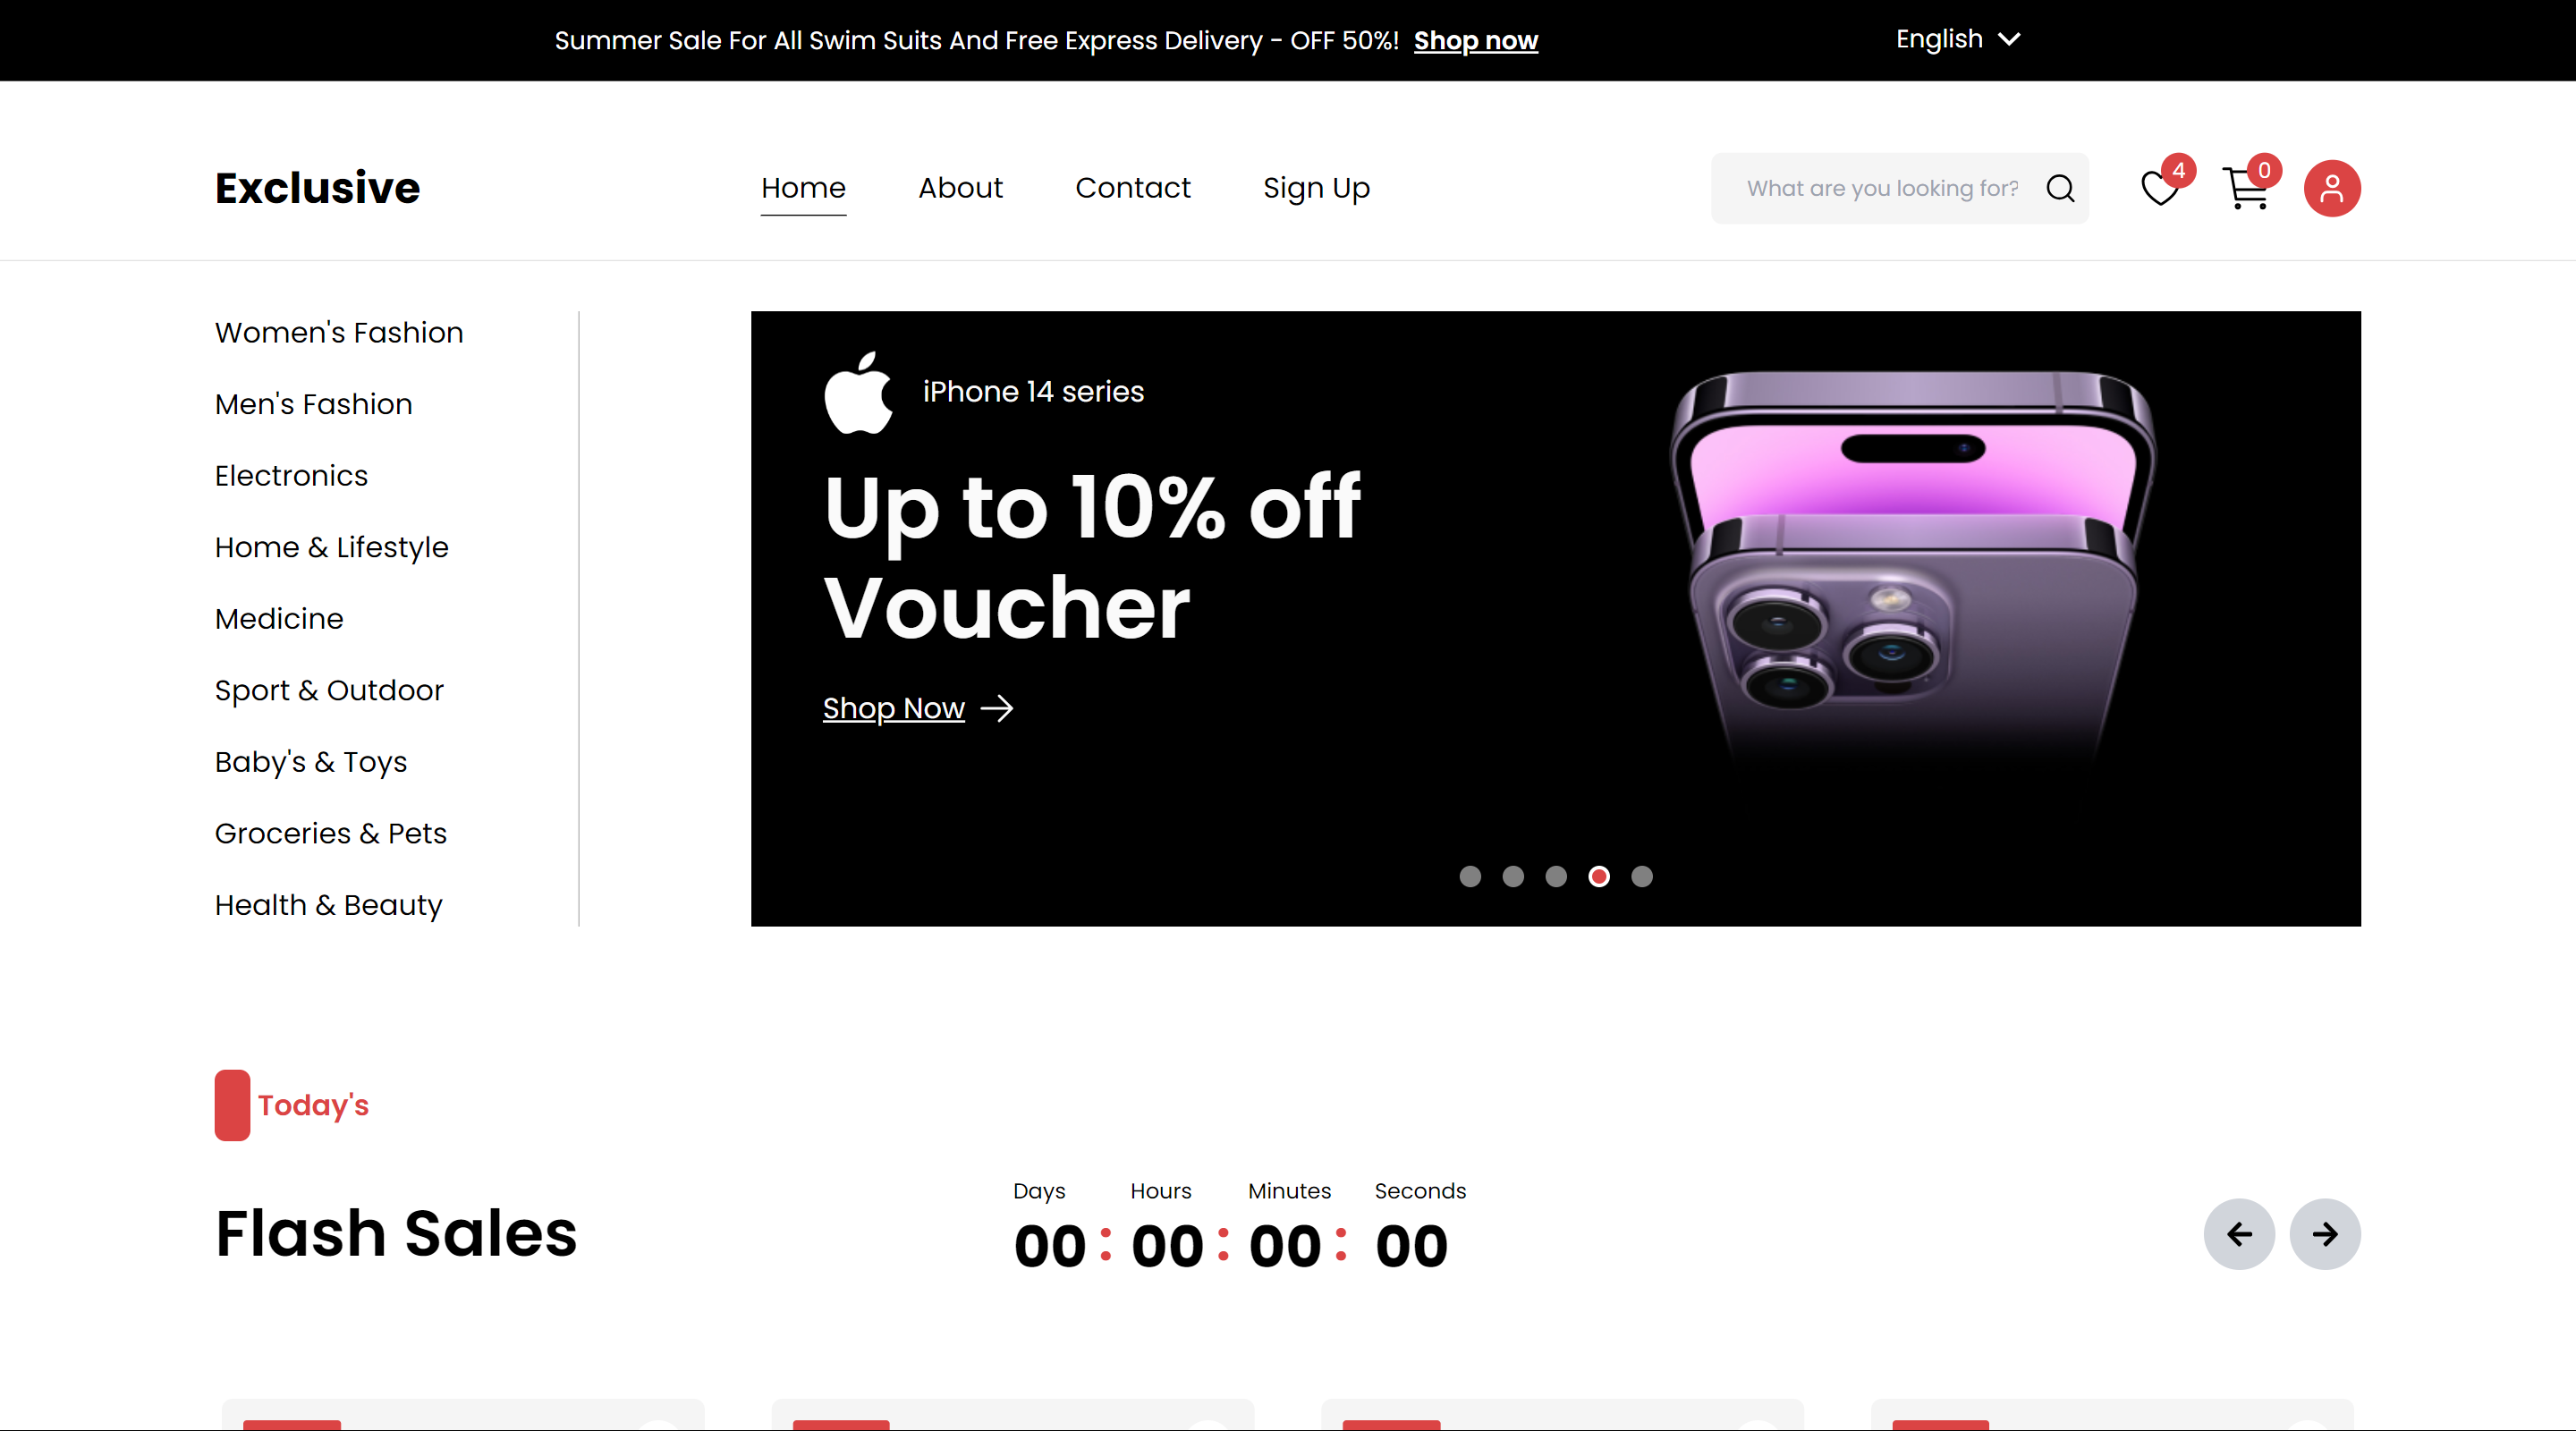 Summer Sale For All Swim Suits And Free Express Delivery - OFF 50%! Shop now
English
Exclusive
Home
About
Contact
Sign Up
What are you looking for?
4
0
Women's Fashion
Men's Fashion
Electronics
Home & Lifestyle
Medicine
Sport & Outdoor
Baby's & Toys
Groceries & Pets
Health & Beauty
iPhone 14 series
Up to 10% off
Voucher
Shop Now
Today's
Flash Sales
Days
Hours
Minutes
Seconds
00 : 00 : 00 : 00